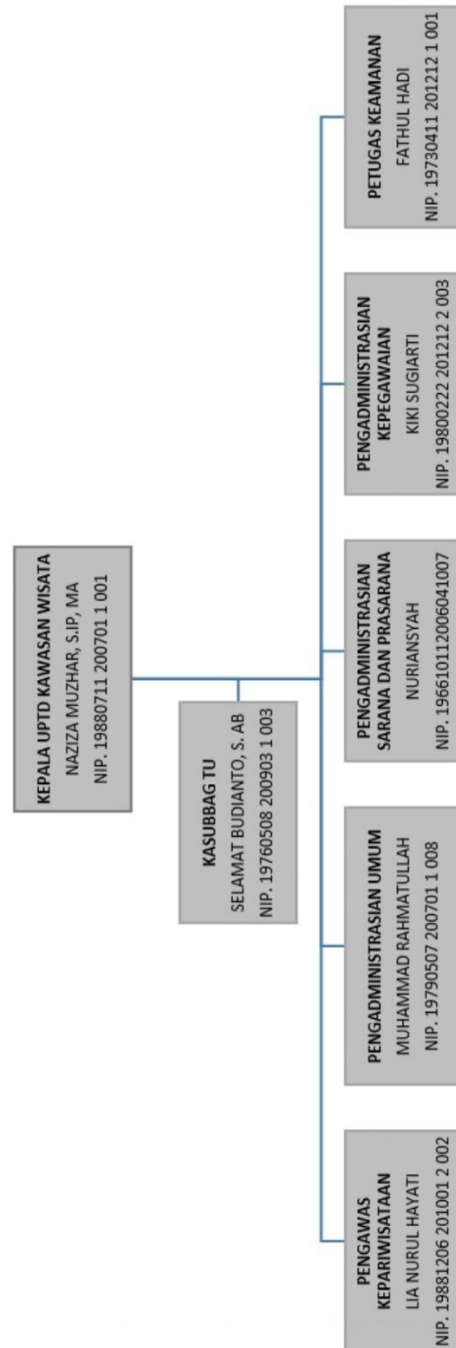 KEPALA UPTD KAWASAN WISATA
NAZIZA MUZHAR, S.IP, MA
NIP. 19880711 200701 1 001
KASUBBAG TU
SELAMAT BUDIANTO, S. AB
NIP. 19760508 200903 1 003
PENGAWAS
KEPARIWISATAAN
LIA NURUL HAYATI
NIP. 19881206 201001 2 002
PENGADMINISTRASIAN UMUM
MUHAMMAD RAHMATULLAH
NIP. 19790507 200701 1 008
PENGADMINISTRASIAN
SARANA DAN PRASARANA
NURIANSYAH
NIP. 196610112006041007
PENGADMINISTRASIAN
KEPEGAWAIAN
KIKI SUGIARTI
NIP. 19800222 201212 2 003
PETUGAS KEAMANAN
FATHUL HADI
NIP. 19730411 201212 1 001